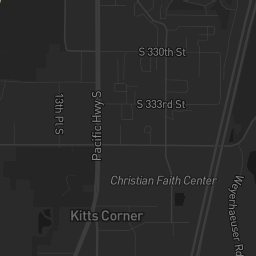 S 330th St
S 333rd St
13th Pl S
Pacific Hwy S
Christian Faith Center
Weyerhaeuser Rd
Kitts Corner